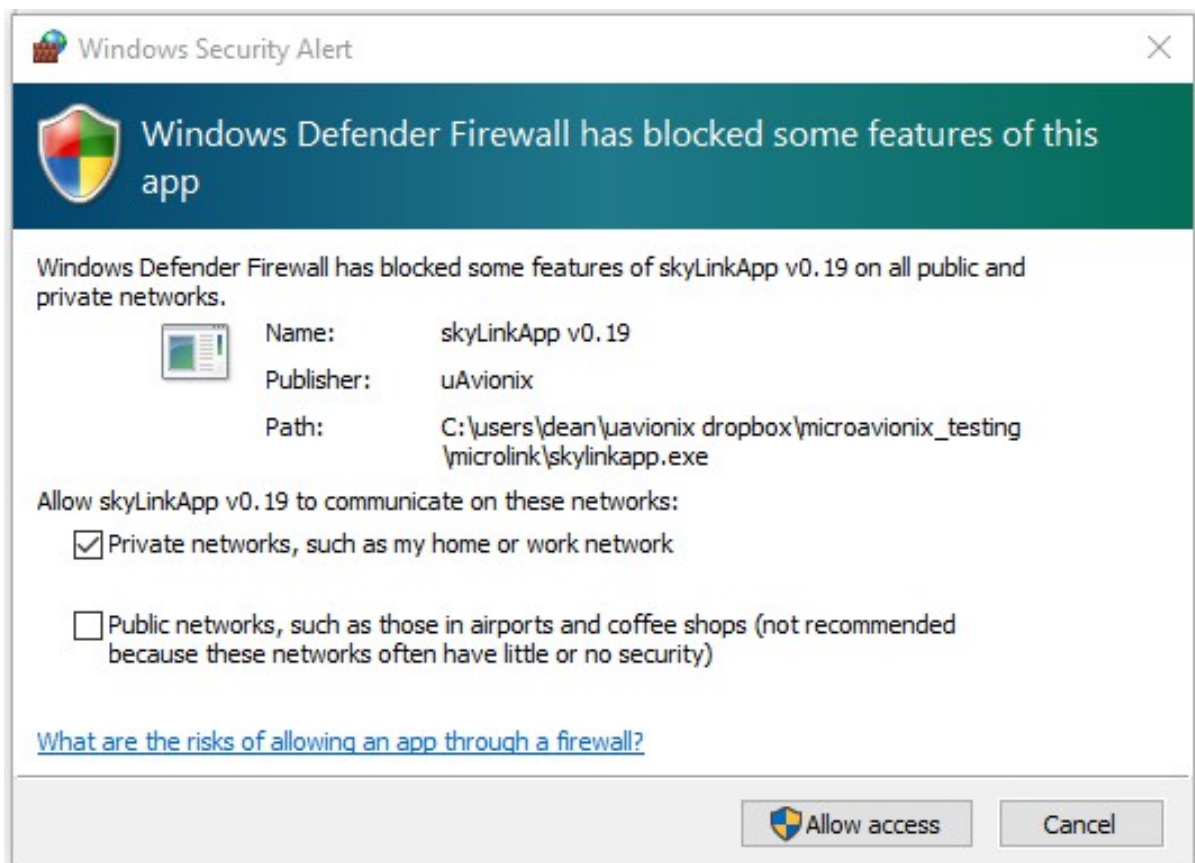 Windows Security Alert
Windows Defender Firewall has blocked some features of this
app
Windows Defender Firewall has blocked some features of skyLinkApp v0.19 on all public and
private networks.
Name: skyLinkApp v0.19
Publisher: uAvionix
Path: C:\users\dean\uavionix dropbox\microavionix_testing
\microlink\skylinkapp.exe
Allow skyLinkApp v0.19 to communicate on these networks:
Private networks, such as my home or work network
Public networks, such as those in airports and coffee shops (not recommended
because these networks often have little or no security)
What are the risks of allowing an app through a firewall?
Allow access Cancel